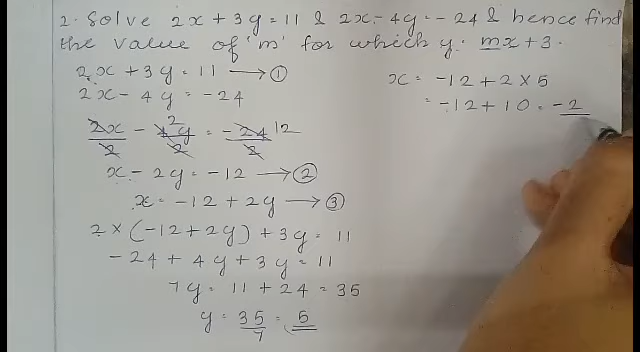 2. Solve 2x + 3y = 11 & 2x - 4y = - 24 & hence find
the value of 'm' for which y = mx + 3.
2x + 3y = 11 → ①
2x - 4y = -24
2x/2 - 4y/2 2 = -24/2 12
x - 2y = -12 → ②
x = -12 + 2y → ③
2 × (-12 + 2y) + 3y = 11
- 24 + 4y + 3y = 11
7y = 11 + 24 = 35
y = 35/7 = 5
x = -12 + 2 × 5
= -12 + 10 = -2